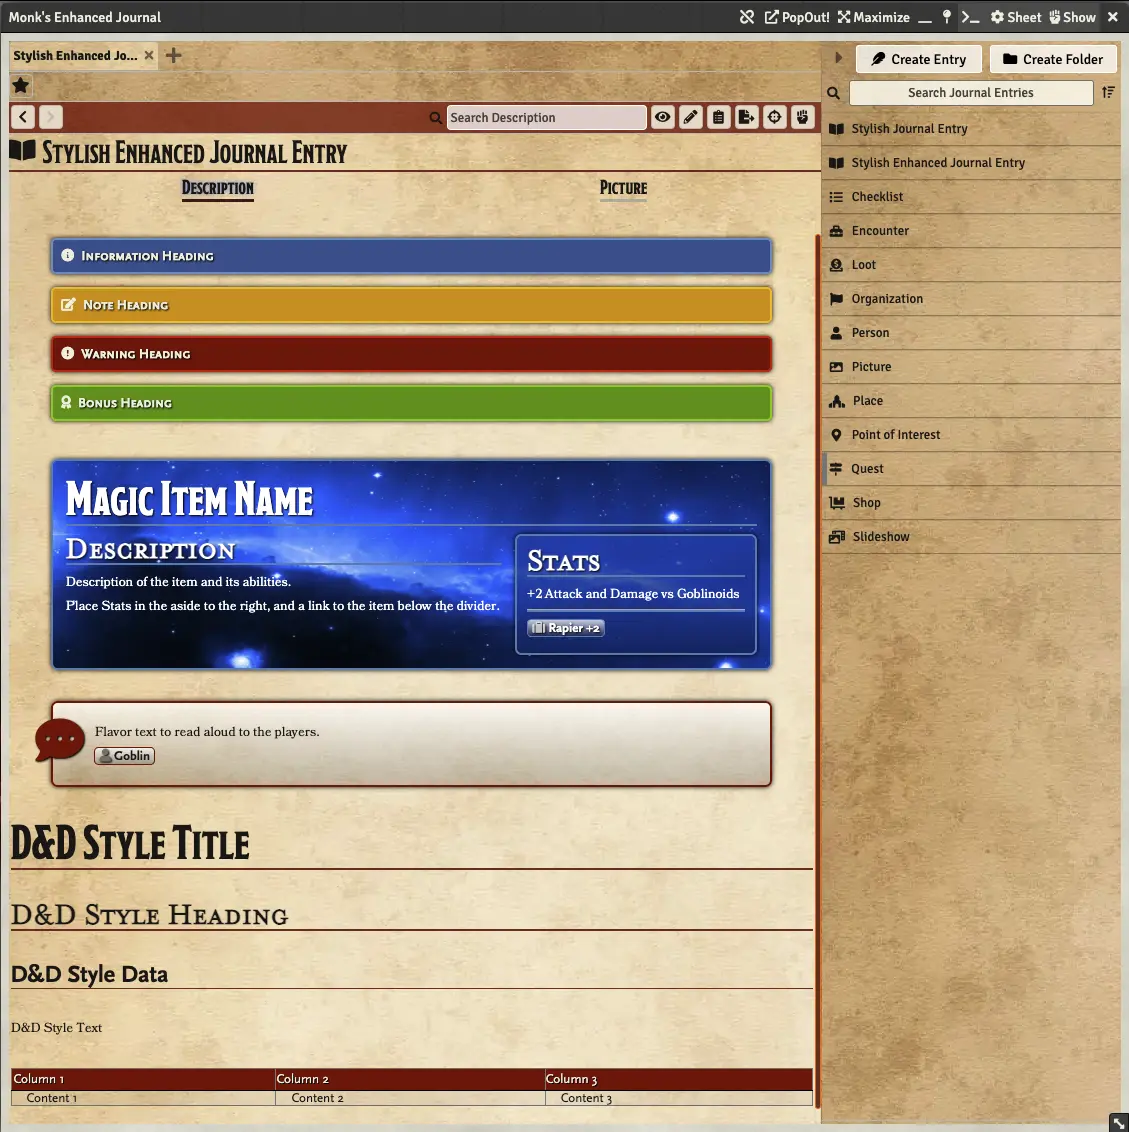 Monk's Enhanced Journal
PopOut! Maximize Sheet Show
Stylish Enhanced Jo...
Create Entry Create Folder
Search Journal Entries
Search Description
Stylish Enhanced Journal Entry
Description Picture
Information Heading
Note Heading
Warning Heading
Bonus Heading
Magic Item Name
Description
Description of the item and its abilities.
Place Stats in the aside to the right, and a link to the item below the divider.
Stats
+2 Attack and Damage vs Goblinoids
Rapier +2
Flavor text to read aloud to the players.
Goblin
D&D Style Title
D&D Style Heading
D&D Style Data
D&D Style Text
Column 1 Column 2 Column 3
Content 1 Content 2 Content 3
Stylish Journal Entry
Stylish Enhanced Journal Entry
Checklist
Encounter
Loot
Organization
Person
Picture
Place
Point of Interest
Quest
Shop
Slideshow